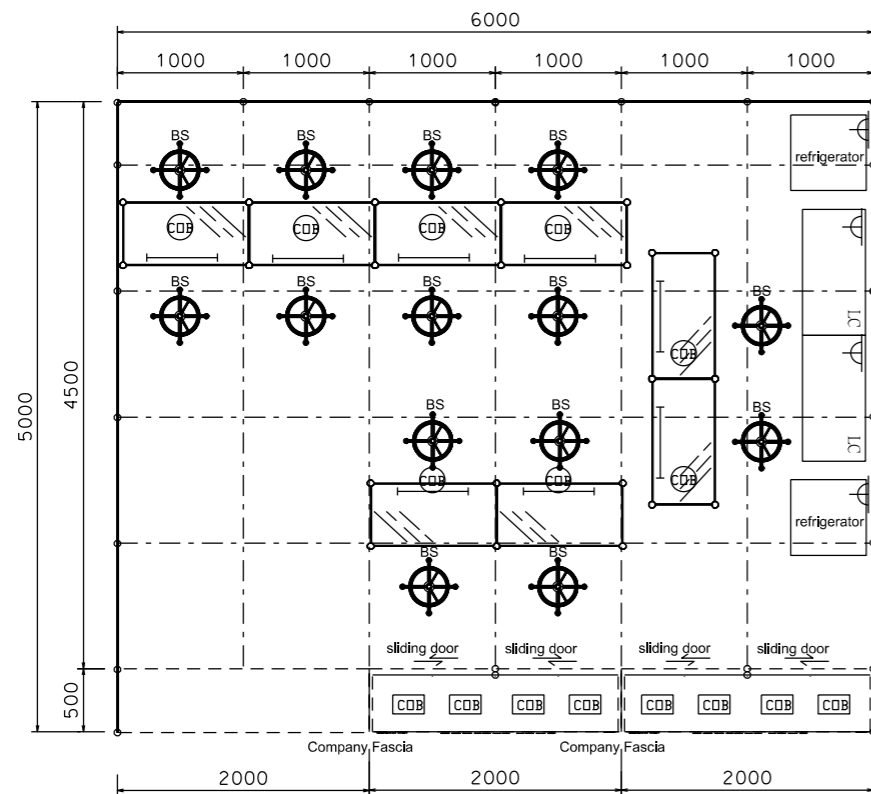 6000
1000 1000 1000 1000 1000 1000
BS BS BS BS
refrigerator
COB COB COB COB
BS BS BS BS BS
LC
COB
4500
5000
BS BS BS
LC
COB COB COB
refrigerator
BS BS
sliding door sliding door sliding door sliding door
500
COB COB COB COB COB COB COB COB
Company Fascia Company Fascia
2000 2000 2000